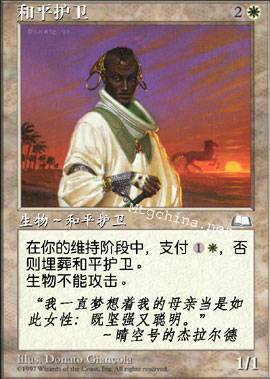 和平护卫 2
DONATO 97
Mtgchina.net
生物～和平护卫
在你的维持阶段中，支付 1 ，否
则埋葬和平护卫。
生物不能攻击。
“我一直梦想着我的母亲当是如
此女性：既坚强又聪明。”
～晴空号的杰拉尔德
Illus. Donato Giancola
©1997 Wizards of the Coast, Inc. All rights reserved.
1/1